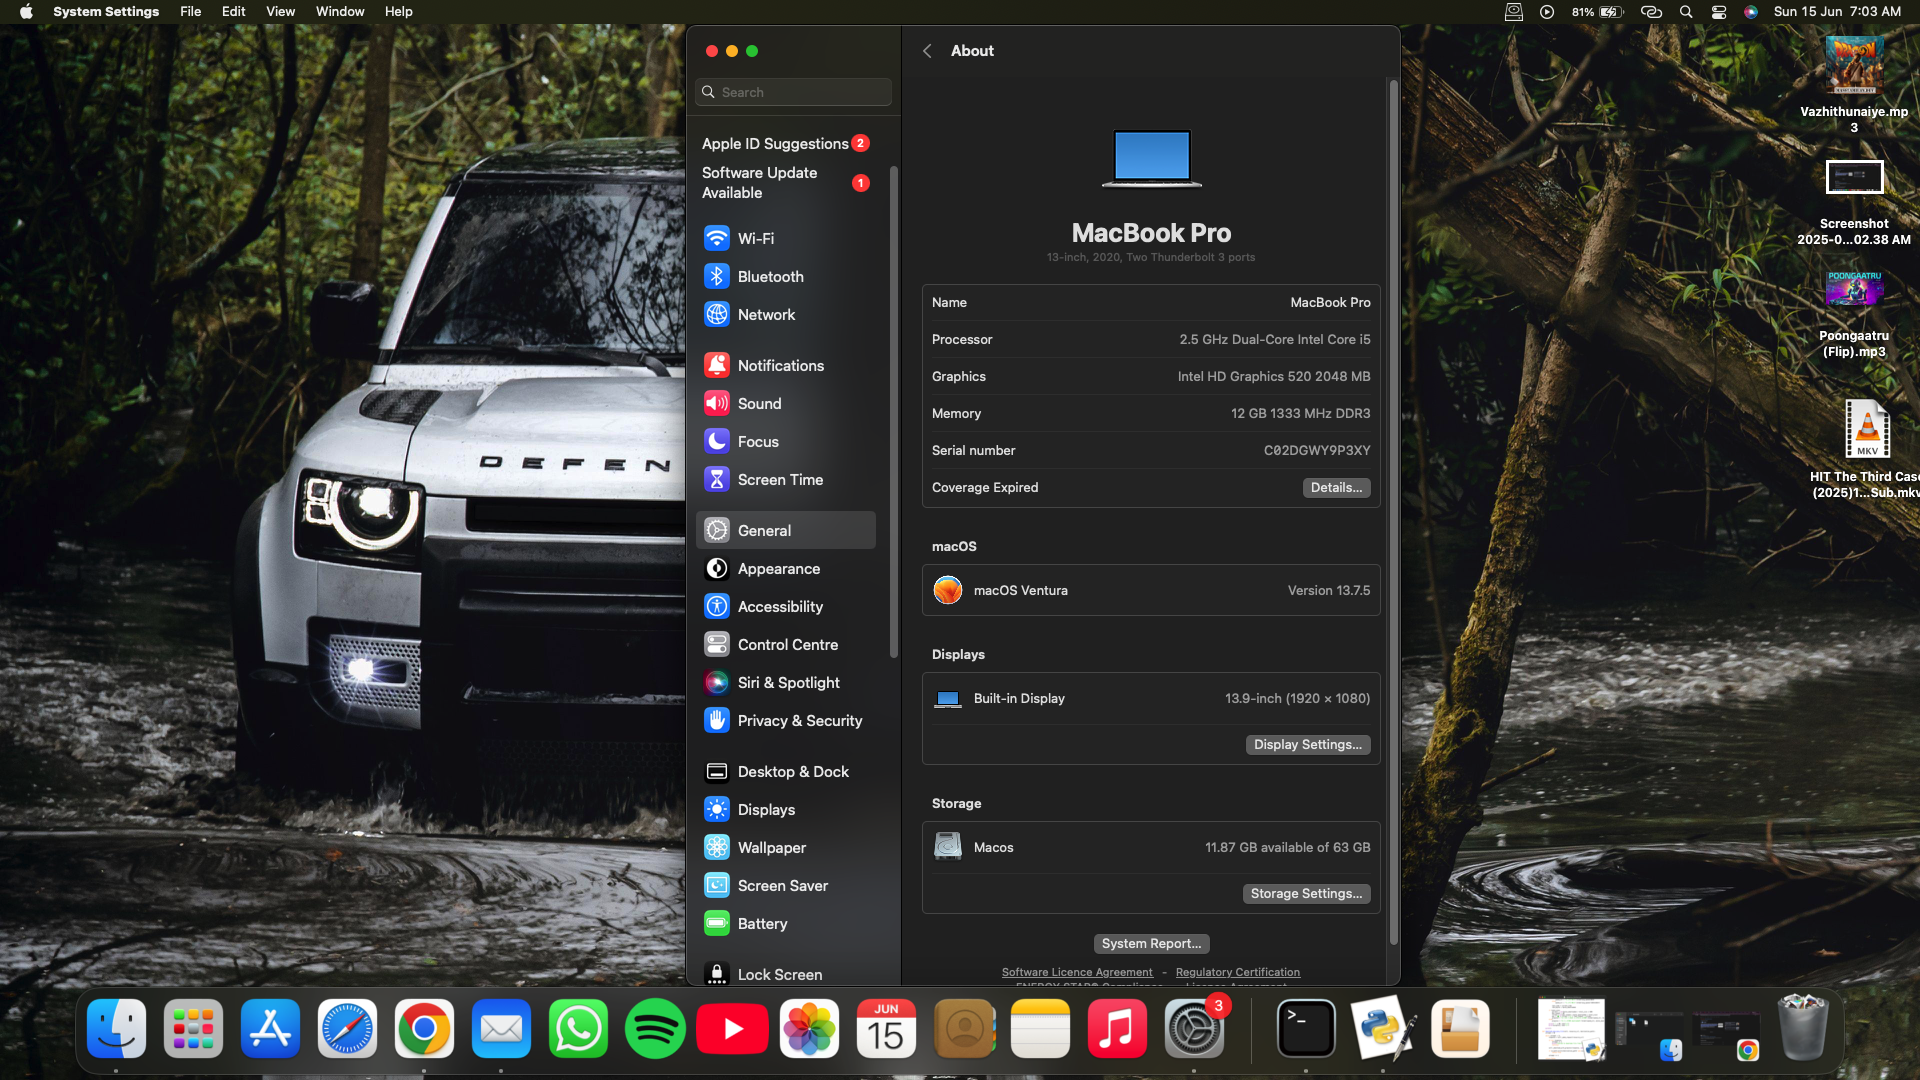 System Settings File Edit View Window Help
81%
Sun 15 Jun 7:03 AM
About
Search
Apple ID Suggestions 2
Software Update
Available
1
Wi-Fi
Bluetooth
Network
Notifications
Sound
Focus
Screen Time
General
Appearance
Accessibility
Control Centre
Siri & Spotlight
Privacy & Security
Desktop & Dock
Displays
Wallpaper
Screen Saver
Battery
Lock Screen
MacBook Pro
13-inch, 2020, Two Thunderbolt 3 ports
Name MacBook Pro
Processor 2.5 GHz Dual-Core Intel Core i5
Graphics Intel HD Graphics 520 2048 MB
Memory 12 GB 1333 MHz DDR3
Serial number C02DGWY9P3XY
Coverage Expired Details...
macOS
macOS Ventura Version 13.7.5
Displays
Built-in Display 13.9-inch (1920 × 1080)
Display Settings...
Storage
Macos 11.87 GB available of 63 GB
Storage Settings...
System Report...
Software Licence Agreement - Regulatory Certification
DEFEN
DRAGON
Vazhithunaiye.mp
3
Screenshot
2025-0...02.38 AM
POONGAATRU
Poongaatru
(Flip).mp3
MKV
HIT The Third Case
(2025)1...Sub.mkv
JUN
15
3
>_